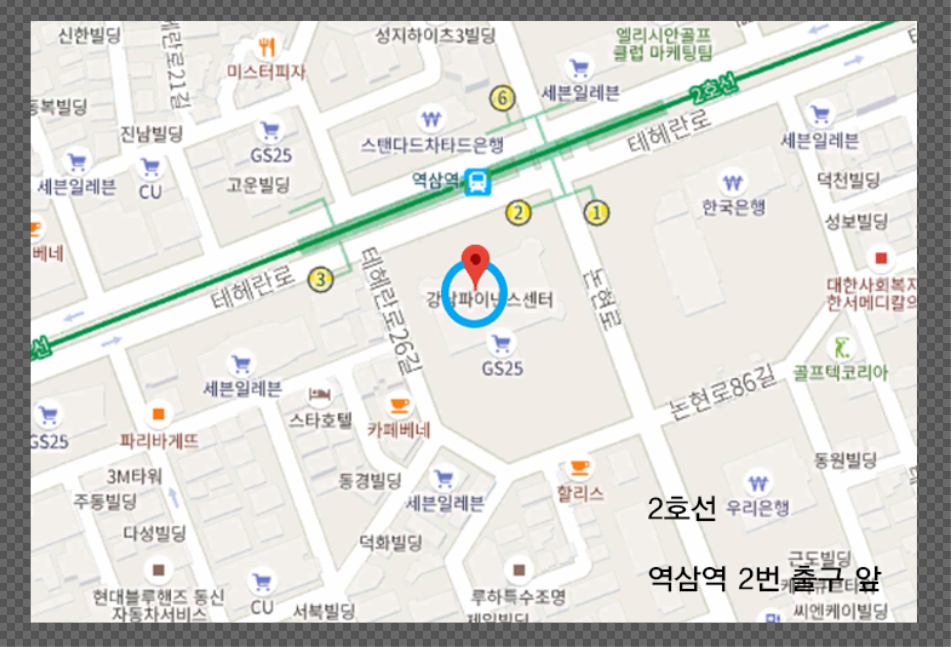 신한빌딩
성지하이츠3빌딩
엘리시안골프
클럽 마케팅팀
테란로21길
미스터피자
세븐일레븐
2호선
6
동복빌딩
진남빌딩
GS25
스탠다드차타드은행
테헤란로
세븐일레븐
세븐일레븐
CU
고운빌딩
역삼역
한국은행
덕천빌딩
2
1
성보빌딩
베네
3
테헤란로
테헤란로26길
강남파이낸스센터
논현로
대한사회복지
한서메디칼의
호선
GS25
세븐일레븐
골프텍코리아
스타호텔
카페베네
논현로86길
GS25
파리바게뜨
3M타워
동경빌딩
세븐일레븐
할리스
동원빌딩
주동빌딩
2호선
우리은행
다성빌딩
덕화빌딩
근도빌딩
역삼역 2번 출구 앞
현대블루핸즈 동신
자동차서비스
CU
서북빌딩
루하특수조명
제일빌딩
씨엔케이빌딩